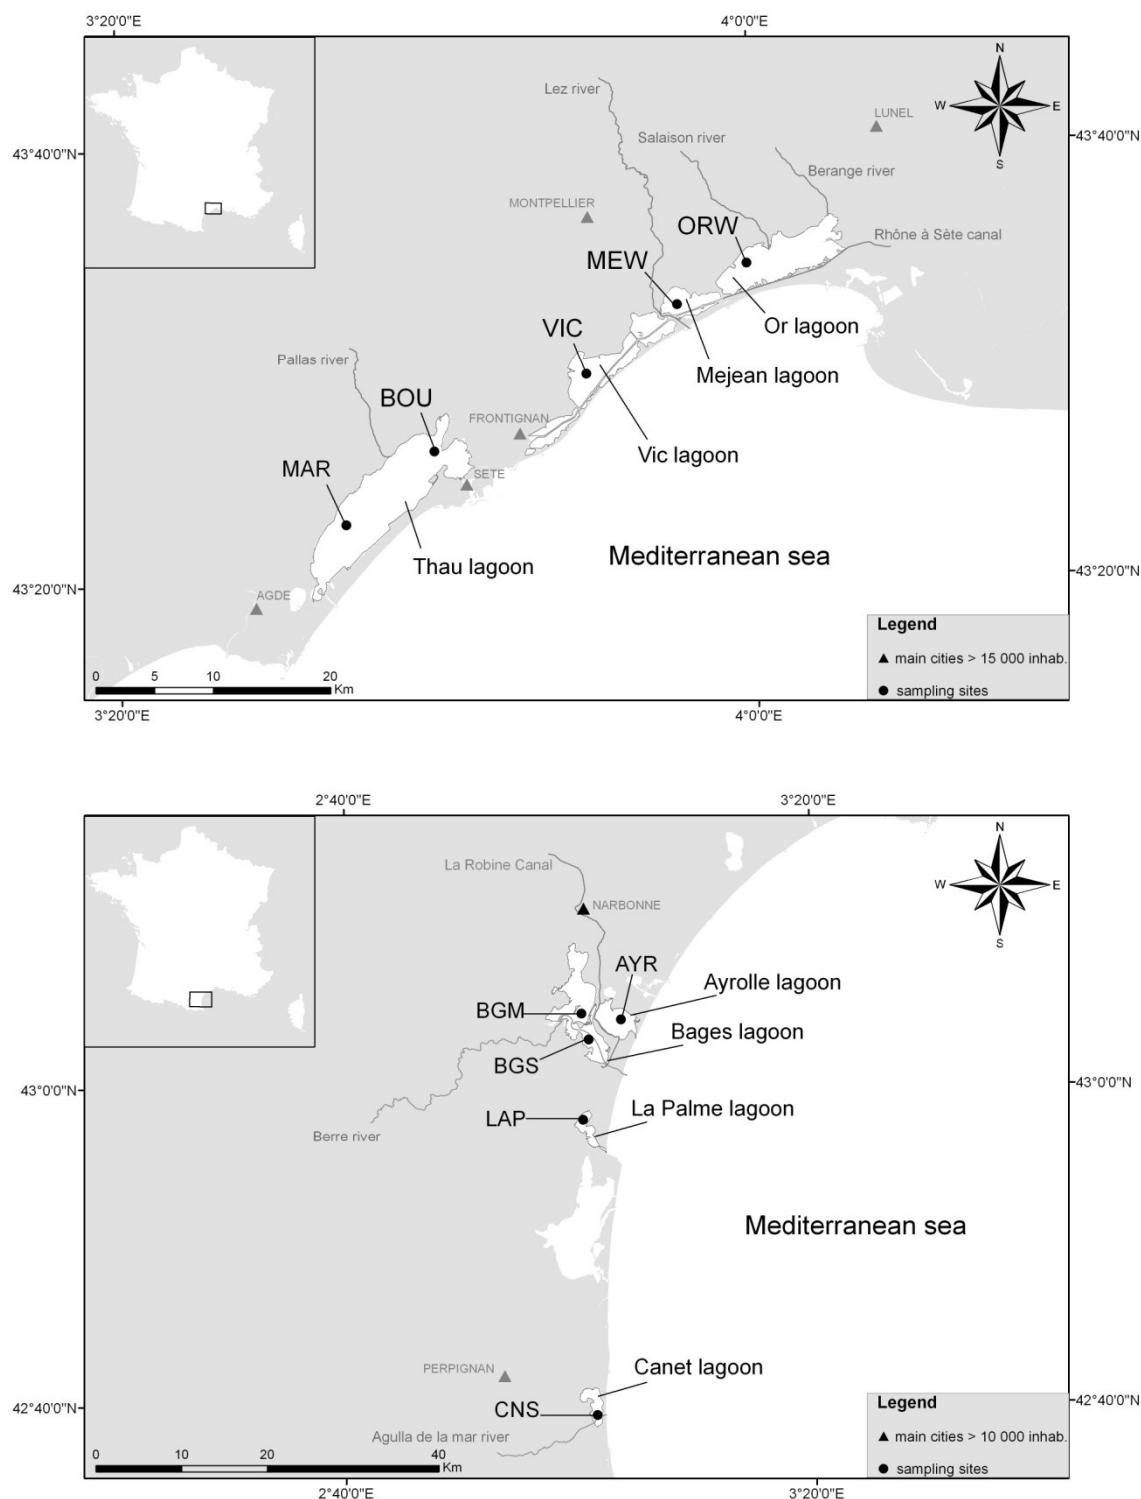 3°20'0"E
4°0'0"E
N
W
E
S
Lez river
LUNEL
Salaison river
43°40'0"N
43°40'0"N
Berange river
MONTPELLIER
ORW
Rhône à Sète canal
MEW
Or lagoon
VIC
Pallas river
Mejean lagoon
BOU
FRONTIGNAN
Vic lagoon
MAR
SETE
Mediterranean sea
Thau lagoon
43°20'0"N
43°20'0"N
AGDE
Legend
main cities > 15 000 inhab.
sampling sites
0 5 10 20
Km
3°20'0"E
4°0'0"E
2°40'0"E
3°20'0"E
N
W
E
S
La Robine Canal
NARBONNE
AYR
Ayrolle lagoon
BGM
Bages lagoon
BGS
43°0'0"N
43°0'0"N
La Palme lagoon
LAP
Berre river
Mediterranean sea
PERPIGNAN
Canet lagoon
42°40'0"N
42°40'0"N
CNS
Agulla de la mar river
Legend
main cities > 10 000 inhab.
sampling sites
0 10 20 40
Km
2°40'0"E
3°20'0"E